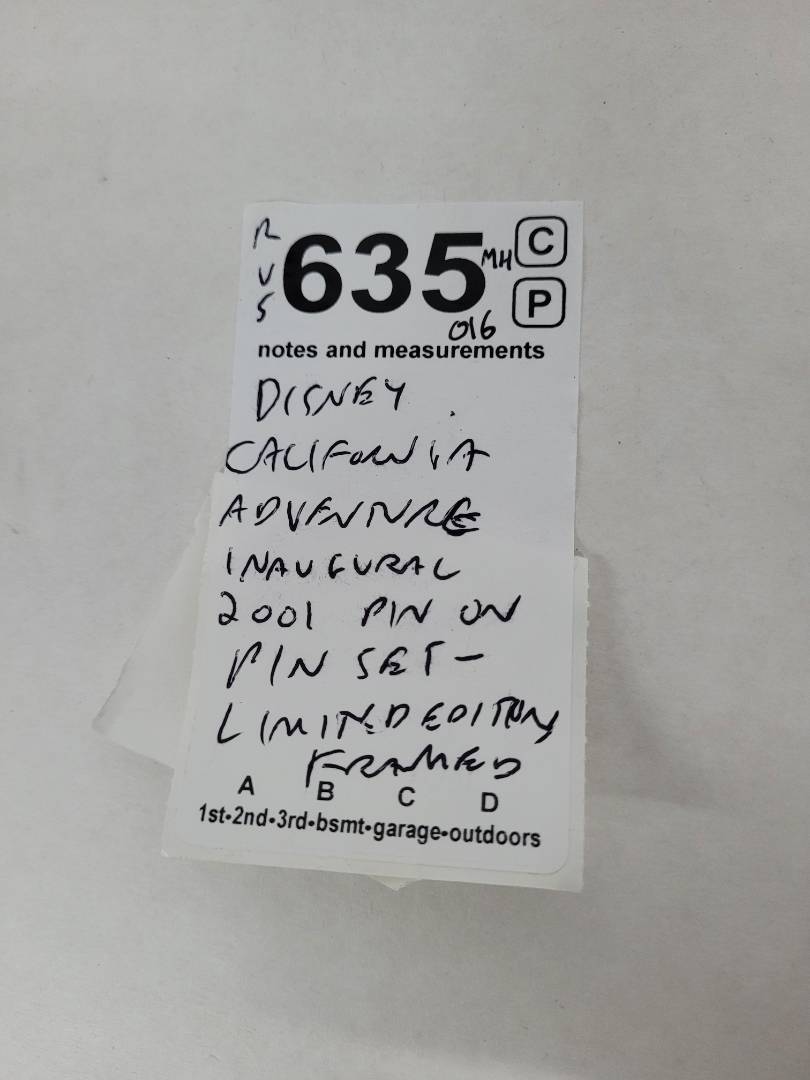 RUS 635 MH C
P
016
notes and measurements
DISNEY
CALIFORNIA
ADVENTURE
INAUGURAL
2001 PIN ON
PIN SET-
LIMITED EDITION
FRAMED
A B C D
1st•2nd•3rd•bsmt•garage•outdoors